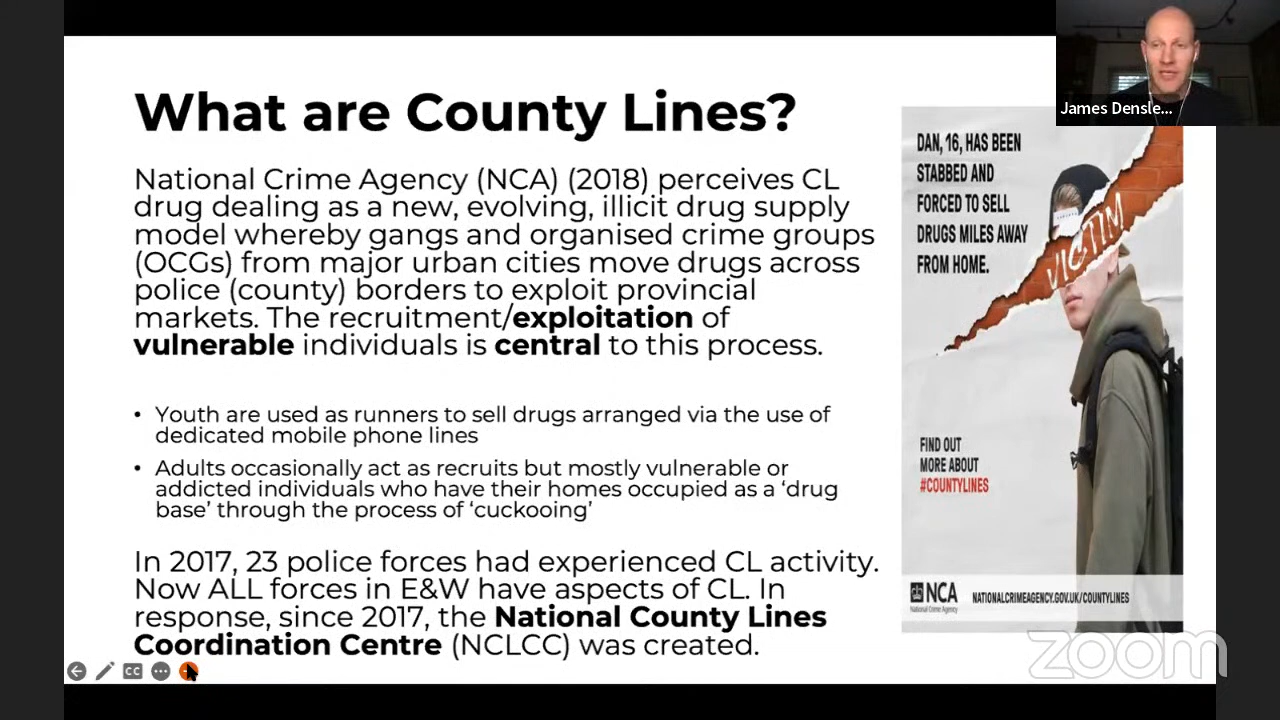 What are County Lines?
National Crime Agency (NCA) (2018) perceives CL
drug dealing as a new, evolving, illicit drug supply
model whereby gangs and organised crime groups
(OCGs) from major urban cities move drugs across
police (county) borders to exploit provincial
markets. The recruitment/exploitation of
vulnerable individuals is central to this process.
• Youth are used as runners to sell drugs arranged via the use of
dedicated mobile phone lines
• Adults occasionally act as recruits but mostly vulnerable or
addicted individuals who have their homes occupied as a ‘drug
base’ through the process of ‘cuckooing’
In 2017, 23 police forces had experienced CL activity.
Now ALL forces in E&W have aspects of CL. In
response, since 2017, the National County Lines
Coordination Centre (NCLCC) was created.
CC
James Densle...
DAN, 16, HAS BEEN
STABBED AND
FORCED TO SELL
DRUGS MILES AWAY
FROM HOME.
VICTIM
FIND OUT
MORE ABOUT
#COUNTYLINES
NCA
National Crime Agency
NATIONALCRIMEAGENCY.GOV.UK/COUNTYLINES
zoom